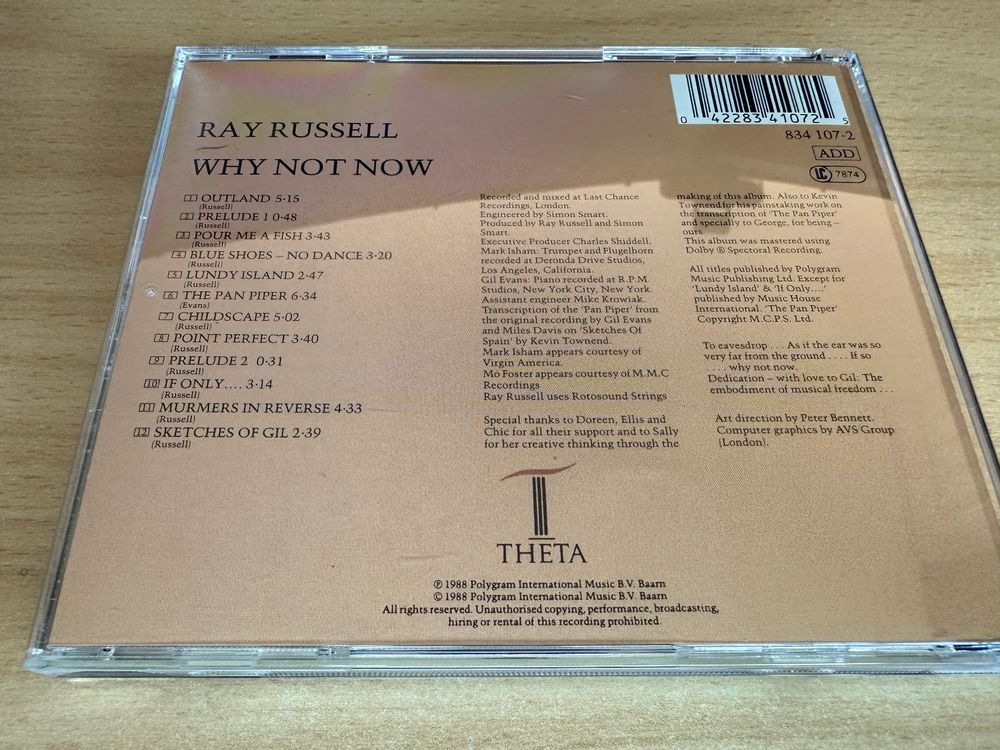 RAY RUSSELL
WHY NOT NOW
1 OUTLAND 5·15
(Russell)
2 PRELUDE 1 0·48
(Russell)
3 POUR ME A FISH 3·43
(Russell)
4 BLUE SHOES – NO DANCE 3·20
(Russell)
5 LUNDY ISLAND 2·47
(Russell)
6 THE PAN PIPER 6·34
(Evans)
7 CHILDSCAPE 5·02
(Russell)
8 POINT PERFECT 3·40
(Russell)
9 PRELUDE 2 0·31
(Russell)
10 IF ONLY.... 3·14
(Russell)
11 MURMERS IN REVERSE 4·33
(Russell)
12 SKETCHES OF GIL 2·39
(Russell)
Recorded and mixed at Last Chance
Recordings, London.
Engineered by Simon Smart.
Produced by Ray Russell and Simon
Smart.
Executive Producer Charles Shiddell.
Mark Isham: Trumpet and Flugelhorn
recorded at Deronda Drive Studios,
Los Angeles, California.
Gil Evans: Piano recorded at R.P.M.
Studios, New York City, New York.
Assistant engineer Mike Krowiak.
Transcription of the 'Pan Piper' from
the original recording by Gil Evans
and Miles Davis on 'Sketches Of
Spain' by Kevin Townend.
Mark Isham appears courtesy of
Virgin America.
Mo Foster appears courtesy of M.M.C
Recordings
Ray Russell uses Rotosound Strings
Special thanks to Doreen, Ellis and
Chic for all their support and to Sally
for her creative thinking through the
0 42283 41072 5
834 107-2
ADD
LC 7874
making of this album. Also to Kevin
Townend for his painstaking work on
the transcription of 'The Pan Piper'
and specially to George, for being –
ours
This album was mastered using
Dolby ® Spectoral Recording.
All titles published by Polygram
Music Publishing Ltd. Except for
'Lundy Island' & 'If Only....'
published by Music House
International. 'The Pan Piper'
Copyright M.C.P.S. Ltd.
To eavesdrop . . . As if the ear was so
very far from the ground . . . . If so
. . . . why not now.
Dedication – with love to Gil: The
embodiment of musical freedom . . .
Art direction by Peter Bennett.
Computer graphics by AVS Group
(London).
THETA
℗ 1988 Polygram International Music B.V. Baarn
© 1988 Polygram International Music B.V. Baarn
All rights reserved. Unauthorised copying, performance, broadcasting,
hiring or rental of this recording prohibited.